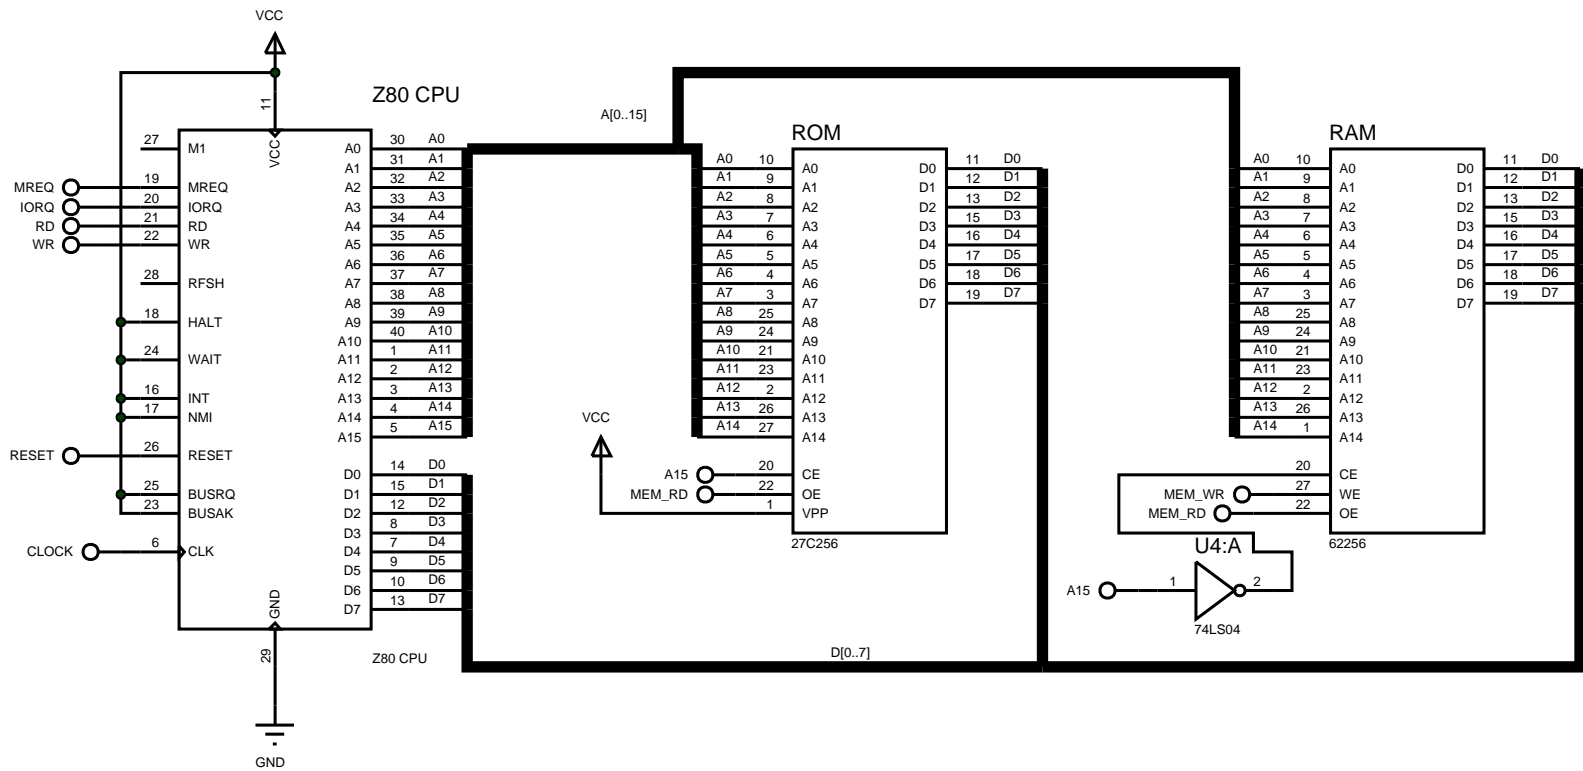 VCC
Z80 CPU
11
VCC
27 M1
MREQ 19 MREQ
IORQ 20 IORQ
RD 21 RD
WR 22 WR
28 RFSH
18 HALT
24 WAIT
16 INT
17 NMI
RESET 26 RESET
25 BUSRQ
23 BUSAK
CLOCK 6 CLK
A0 30 A0
A1 31 A1
A2 32 A2
A3 33 A3
A4 34 A4
A5 35 A5
A6 36 A6
A7 37 A7
A8 38 A8
A9 39 A9
A10 40 A10
A11 1 A11
A12 2 A12
A13 3 A13
A14 4 A14
A15 5 A15
D0 14 D0
D1 15 D1
D2 12 D2
D3 8 D3
D4 7 D4
D5 9 D5
D6 10 D6
D7 13 D7
GND
29
Z80 CPU
GND
A[0..15]
ROM
A0 10 A0
A1 9 A1
A2 8 A2
A3 7 A3
A4 6 A4
A5 5 A5
A6 4 A6
A7 3 A7
A8 25 A8
A9 24 A9
A10 21 A10
A11 23 A11
A12 2 A12
A13 26 A13
A14 27 A14
VCC
A15 20 CE
MEM_RD 22 OE
1 VPP
D0 11 D0
D1 12 D1
D2 13 D2
D3 15 D3
D4 16 D4
D5 17 D5
D6 18 D6
D7 19 D7
27C256
D[0..7]
RAM
A0 10 A0
A1 9 A1
A2 8 A2
A3 7 A3
A4 6 A4
A5 5 A5
A6 4 A6
A7 3 A7
A8 25 A8
A9 24 A9
A10 21 A10
A11 23 A11
A12 2 A12
A13 26 A13
A14 1 A14
20 CE
MEM_WR 27 WE
MEM_RD 22 OE
D0 11 D0
D1 12 D1
D2 13 D2
D3 15 D3
D4 16 D4
D5 17 D5
D6 18 D6
D7 19 D7
62256
U4:A
A15 1 2
74LS04